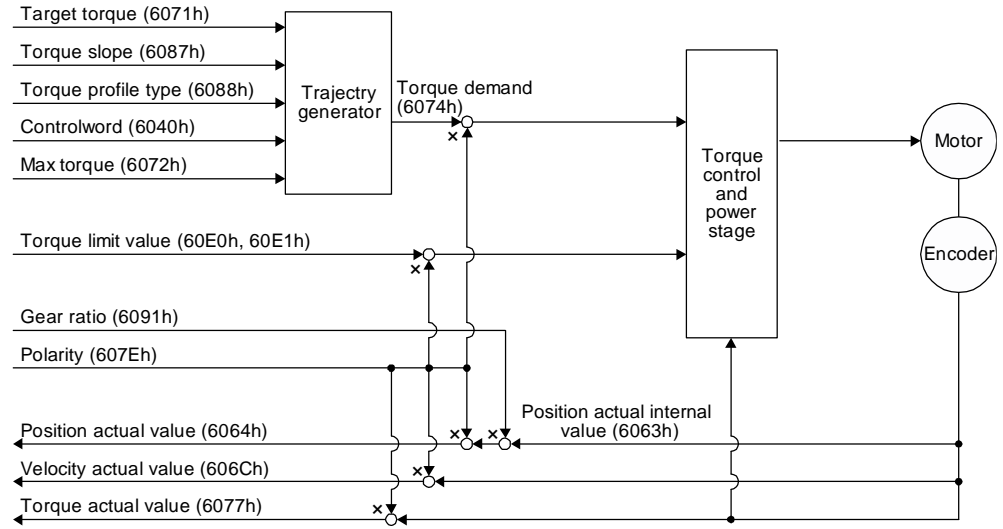 Target torque (6071h)
Torque slope (6087h)
Torque profile type (6088h)
Controlword (6040h)
Max torque (6072h)
Trajectry
generator
Torque demand
(6074h)
×
Torque
control
and
power
stage
Motor
Encoder
Torque limit value (60E0h, 60E1h)
×
Gear ratio (6091h)
Polarity (607Eh)
Position actual internal
value (6063h)
Position actual value (6064h)
×
×
Velocity actual value (606Ch)
×
Torque actual value (6077h)
×